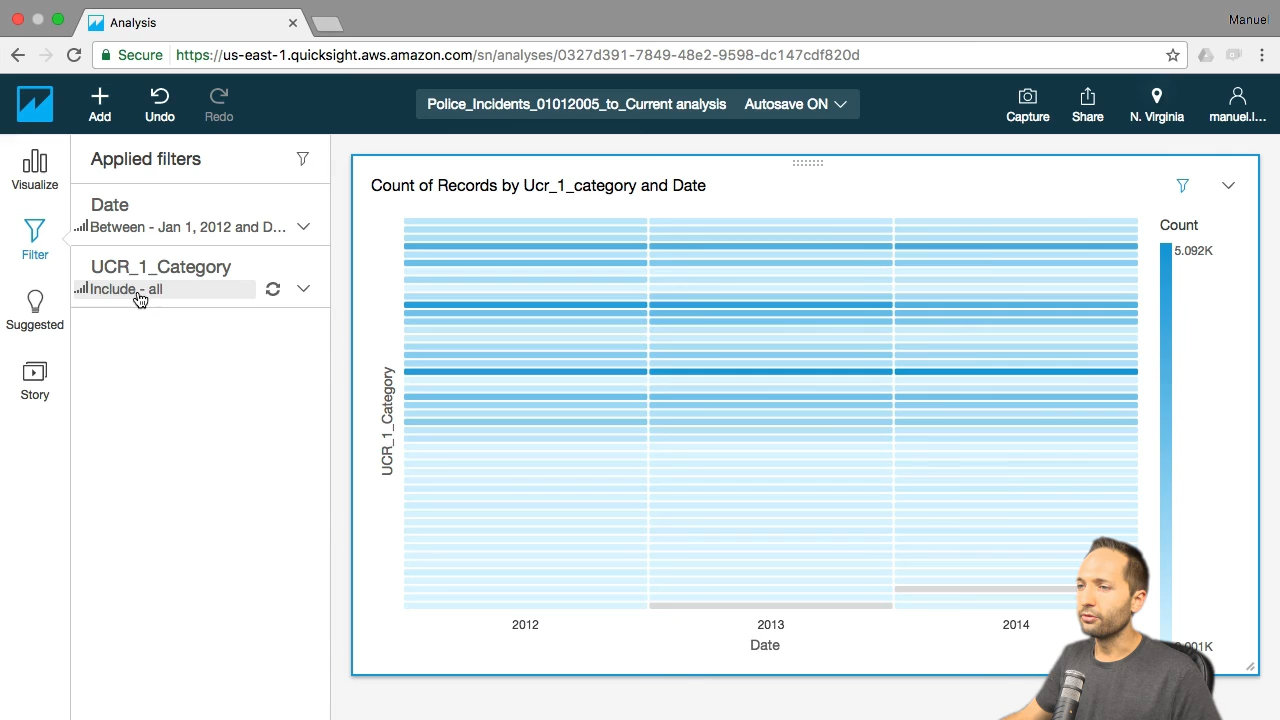 Analysis
Manuel
Secure
https://us-east-1.quicksight.aws.amazon.com/sn/analyses/0327d391-7849-48e2-9598-dc147cdf820d
Add
Undo
Redo
Police_Incidents_01012005_to_Current analysis
Autosave ON
Capture
Share
N. Virginia
manuel.l...
Visualize
Filter
Suggested
Story
Applied filters
Date
Between - Jan 1, 2012 and D...
UCR_1_Category
Include - all
Count of Records by Ucr_1_category and Date
Count
5.092K
UCR_1_Category
2012
2013
2014
Date